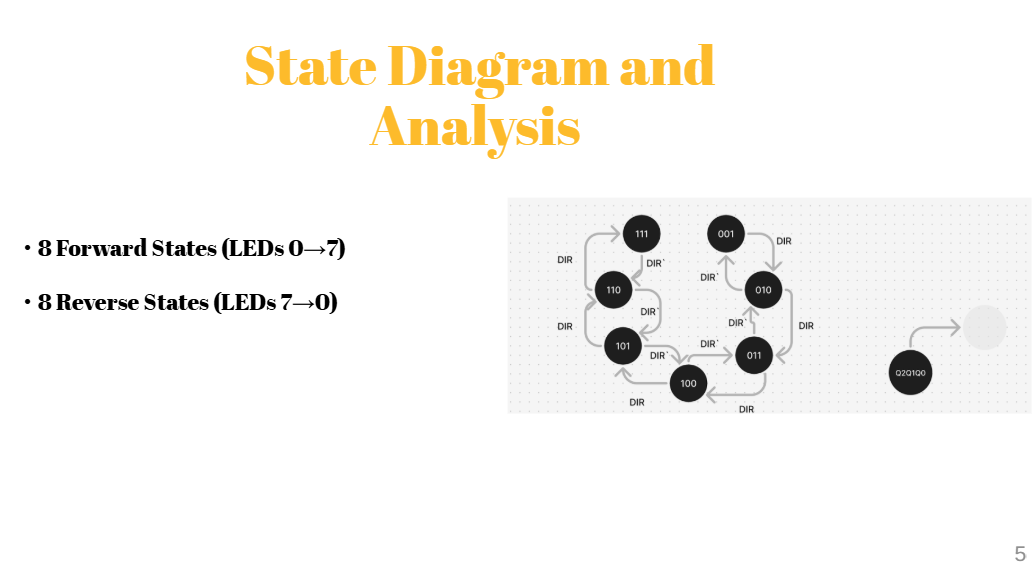 State Diagram and
Analysis
• 8 Forward States (LEDs 0→7)
• 8 Reverse States (LEDs 7→0)
111
001
DIR
DIR
DIR`
DIR`
110
010
DIR`
DIR
DIR`
DIR
101
DIR`
DIR`
011
100
Q2Q1Q0
DIR
DIR
5